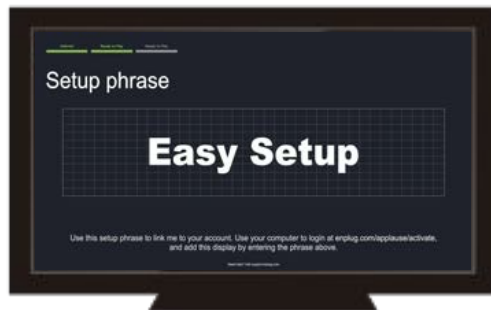 Ready to Play
Setup phrase
Easy Setup
Use this setup phrase to link me to your account. Use your computer to login at enplug.com/applause/activate,
and add this display by entering the phrase above.